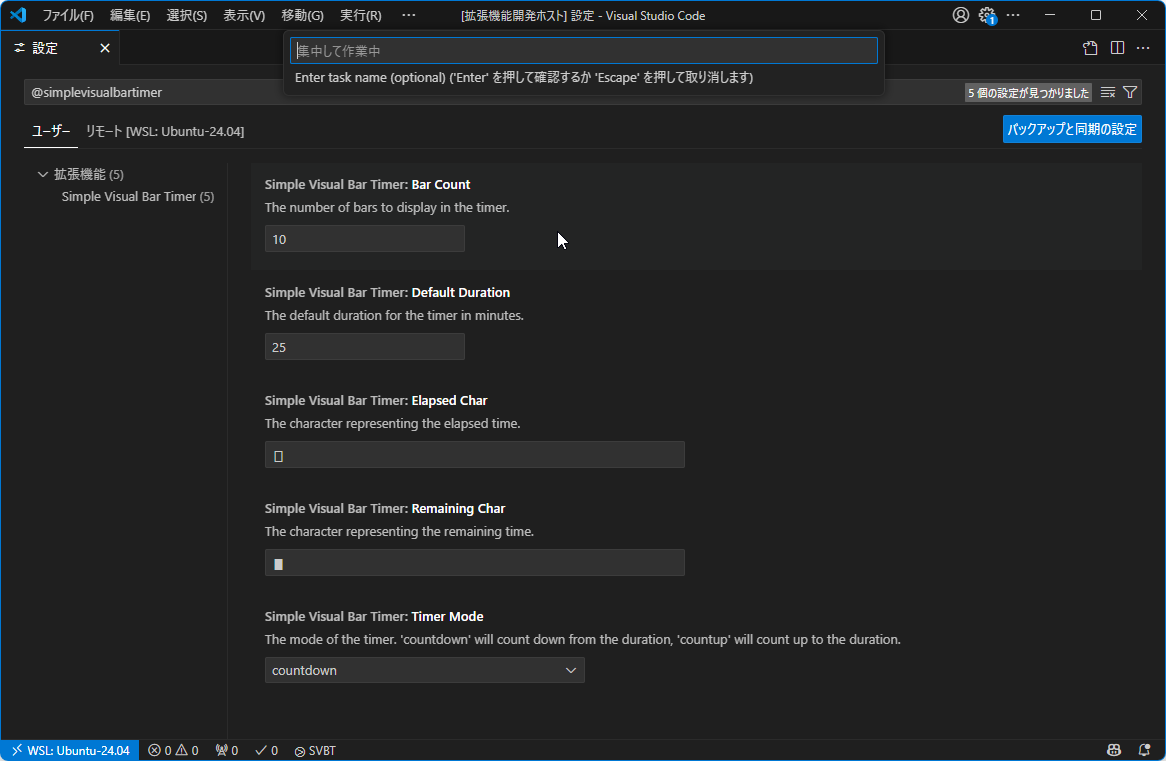 ファイル(F) 編集(E) 選択(S) 表示(V) 移動(G) 実行(R) ··· [拡張機能開発ホスト] 設定 - Visual Studio Code 1 ···
設定
集中して作業中
Enter task name (optional) ('Enter' を押して確認するか 'Escape' を押して取り消します)
@simplevisualbartimer 5 個の設定が見つかりました
ユーザー リモート [WSL: Ubuntu-24.04] バックアップと同期の設定
拡張機能 (5)
Simple Visual Bar Timer (5)
Simple Visual Bar Timer: Bar Count
The number of bars to display in the timer.
10
Simple Visual Bar Timer: Default Duration
The default duration for the timer in minutes.
25
Simple Visual Bar Timer: Elapsed Char
The character representing the elapsed time.
▯
Simple Visual Bar Timer: Remaining Char
The character representing the remaining time.
▮
Simple Visual Bar Timer: Timer Mode
The mode of the timer. 'countdown' will count down from the duration, 'countup' will count up to the duration.
countdown
WSL: Ubuntu-24.04 0 0 0 0 SVBT